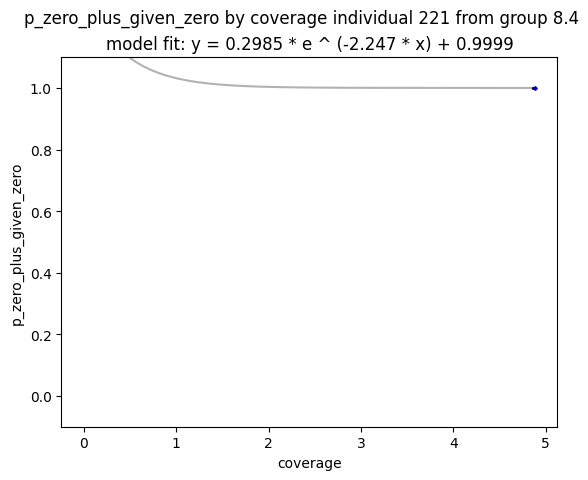 p_zero_plus_given_zero by coverage individual 221 from group 8.4
model fit: y = 0.2985 * e ^ (-2.247 * x) + 0.9999
1.0
0.8
0.6
0.4
0.2
0.0
p_zero_plus_given_zero
0 1 2 3 4 5
coverage